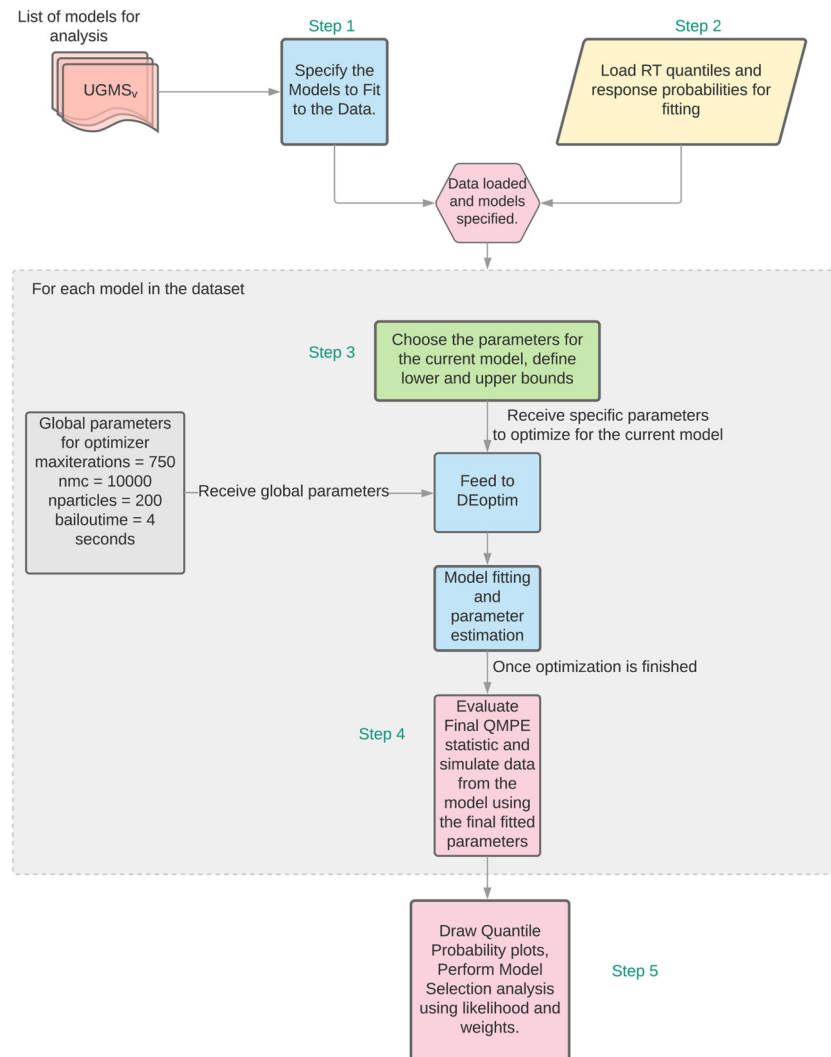 List of models for
analysis
UGMSv
Step 1
Specify the
Models to Fit
to the Data.
Step 2
Load RT quantiles and
response probabilities for
fitting
Data loaded
and models
specified.
For each model in the dataset
Step 3
Choose the parameters for
the current model, define
lower and upper bounds
Receive specific parameters
to optimize for the current model
Global parameters
for optimizer
maxiterations = 750
nmc = 10000
nparticles = 200
bailoutime = 4
seconds
Receive global parameters
Feed to
DEoptim
Model fitting
and
parameter
estimation
Once optimization is finished
Step 4
Evaluate
Final QMPE
statistic and
simulate data
from the
model using
the final fitted
parameters
Draw Quantile
Probability plots,
Perform Model
Selection analysis
using likelihood and
weights.
Step 5